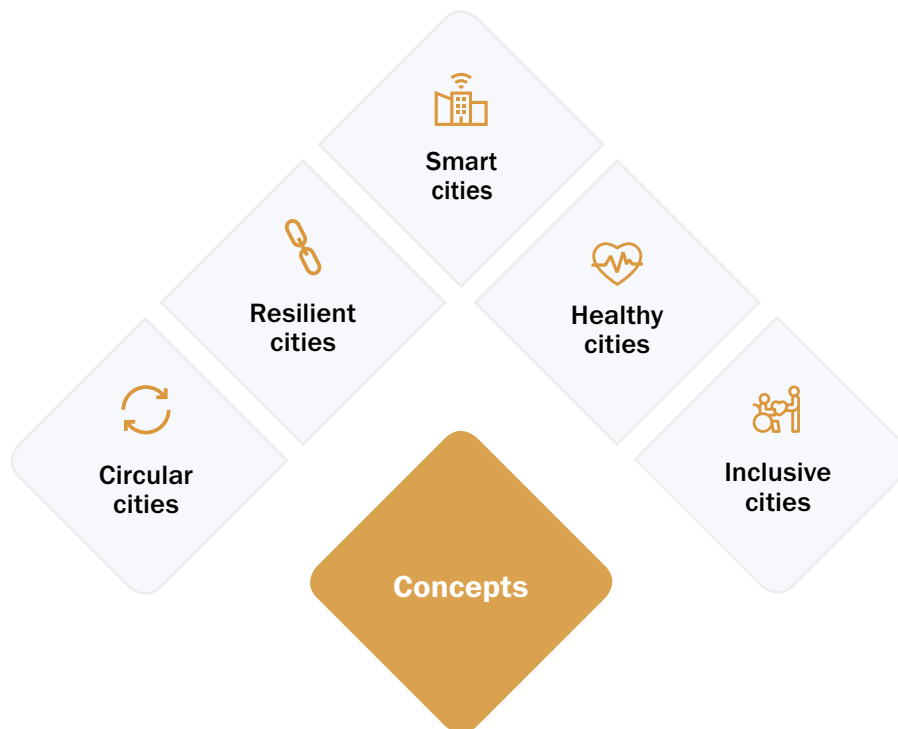 Smart
cities
Resilient
cities
Healthy
cities
Circular
cities
Inclusive
cities
Concepts